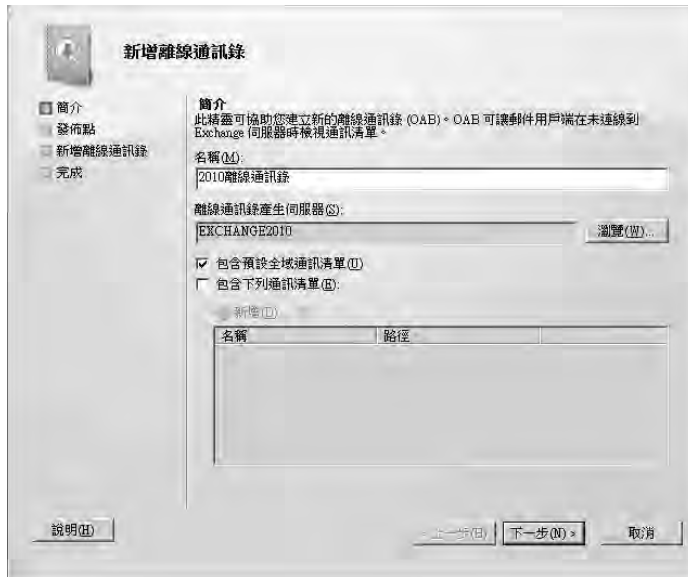 新增離線通訊錄
簡介
發佈點
新增離線通訊錄
完成
簡介
此精靈可協助您建立新的離線通訊錄 (OAB)。OAB 可讓郵件用戶端在未連線到
Exchange 伺服器時檢視通訊清單。
名稱(M):
2010離線通訊錄
離線通訊錄產生伺服器(S):
EXCHANGE2010
瀏覽(W)...
包含預設全域通訊清單(U)
包含下列通訊清單(E):
新增(D)...
名稱 路徑
說明(H)
< 上一步(B) 下一步(N) > 取消